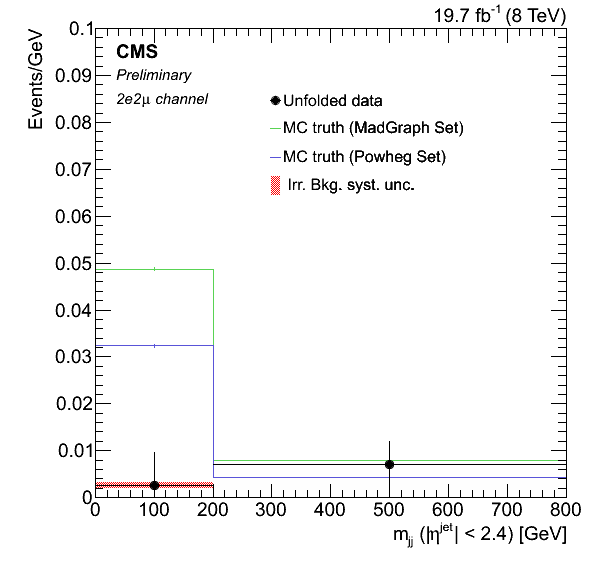 19.7 fb⁻¹ (8 TeV)
Events/GeV
CMS
Preliminary
2e2μ channel
Unfolded data
MC truth (MadGraph Set)
MC truth (Powheg Set)
Irr. Bkg. syst. unc.
0.1
0.09
0.08
0.07
0.06
0.05
0.04
0.03
0.02
0.01
0
0 100 200 300 400 500 600 700 800
m_jj (|η^jet| < 2.4) [GeV]